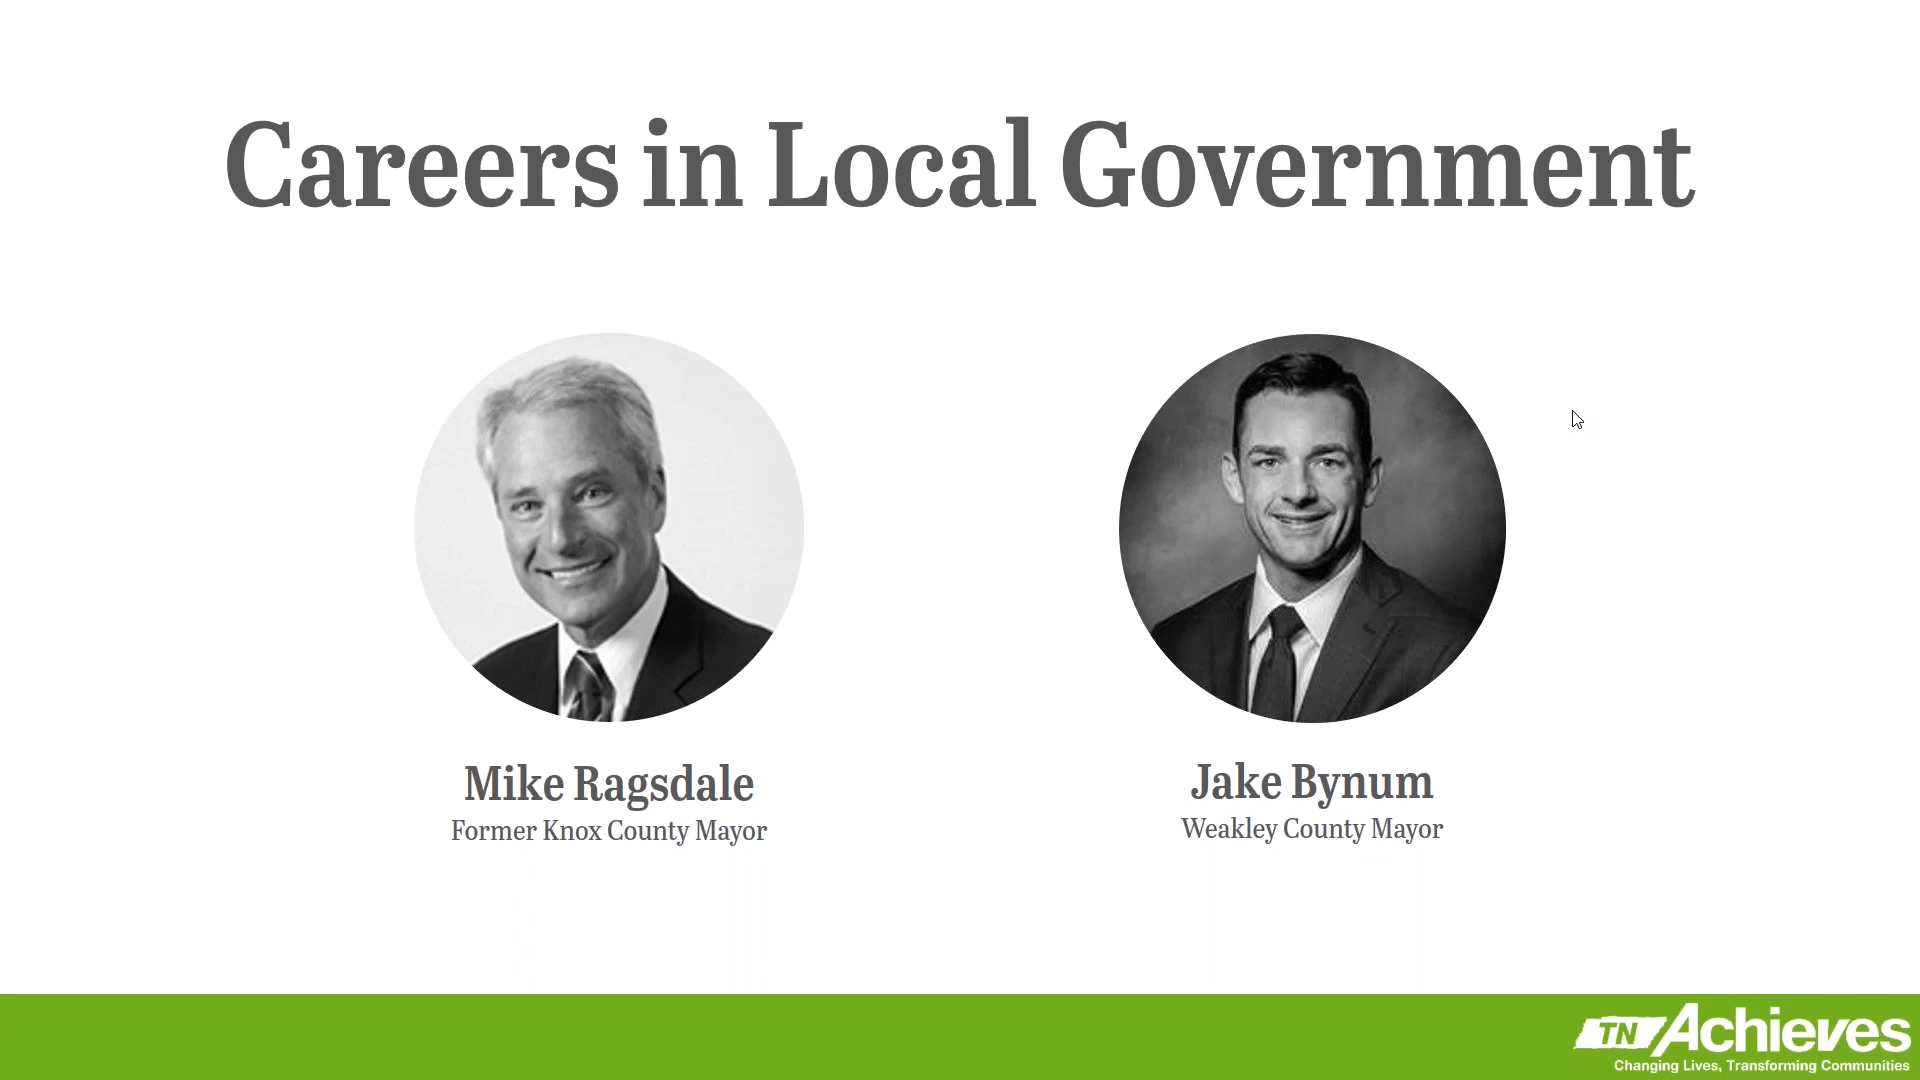 Careers in Local Government
Mike Ragsdale
Former Knox County Mayor
Jake Bynum
Weakley County Mayor
TN Achieves
Changing Lives, Transforming Communities